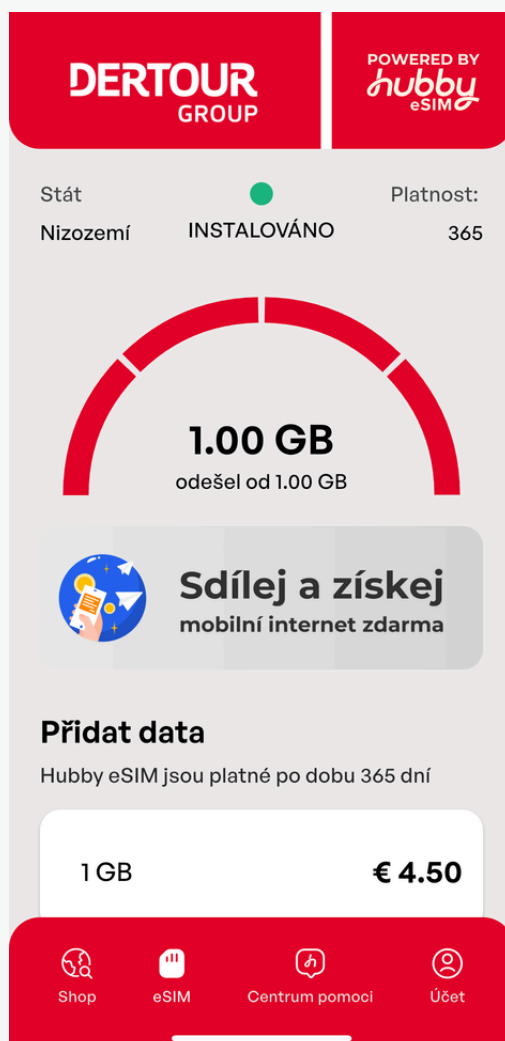 DERTOUR
GROUP
POWERED BY
hubby
eSIM
Stát
Platnost:
Nizozemí
INSTALOVÁNO
365
1.00 GB
odešel od 1.00 GB
Sdílej a získej
mobilní internet zdarma
Přidat data
Hubby eSIM jsou platné po dobu 365 dní
1 GB
€ 4.50
Shop
eSIM
Centrum pomoci
Účet